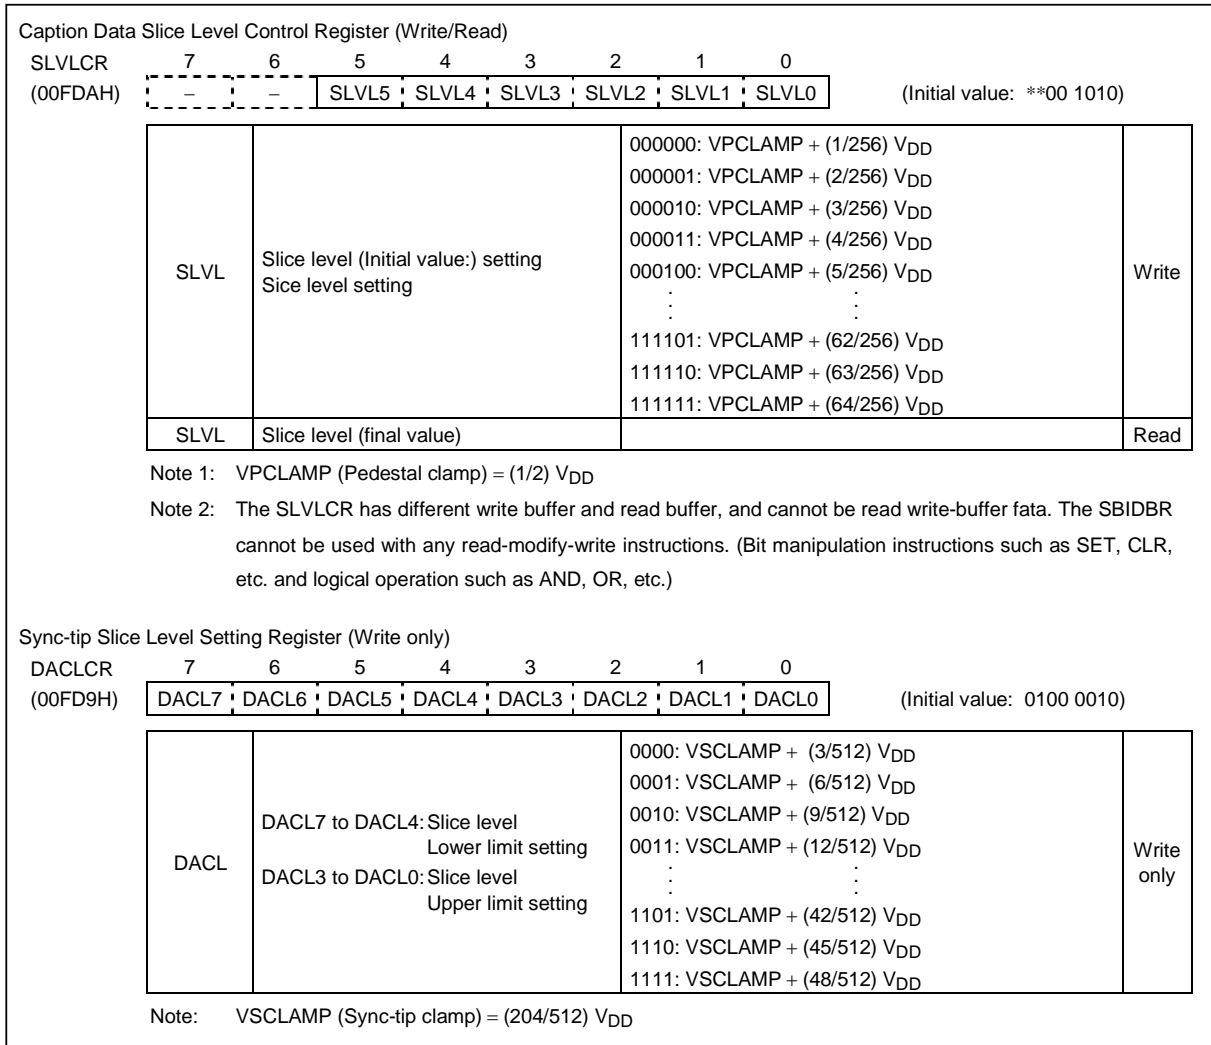 Caption Data Slice Level Control Register (Write/Read)
SLVLCR 7 6 5 4 3 2 1 0
(00FDAH) – – SLVL5 SLVL4 SLVL3 SLVL2 SLVL1 SLVL0 (Initial value: **00 1010)
000000: VPCLAMP + (1/256) VDD
000001: VPCLAMP + (2/256) VDD
000010: VPCLAMP + (3/256) VDD
000011: VPCLAMP + (4/256) VDD
SLVL Slice level (Initial value:) setting
Sice level setting
000100: VPCLAMP + (5/256) VDD Write
: :
111101: VPCLAMP + (62/256) VDD
111110: VPCLAMP + (63/256) VDD
111111: VPCLAMP + (64/256) VDD
SLVL Slice level (final value) Read
Note 1: VPCLAMP (Pedestal clamp) = (1/2) VDD
Note 2: The SLVLCR has different write buffer and read buffer, and cannot be read write-buffer fata. The SBIDBR
cannot be used with any read-modify-write instructions. (Bit manipulation instructions such as SET, CLR,
etc. and logical operation such as AND, OR, etc.)
Sync-tip Slice Level Setting Register (Write only)
DACLCR 7 6 5 4 3 2 1 0
(00FD9H) DACL7 DACL6 DACL5 DACL4 DACL3 DACL2 DACL1 DACL0 (Initial value: 0100 0010)
0000: VSCLAMP + (3/512) VDD
0001: VSCLAMP + (6/512) VDD
DACL7 to DACL4: Slice level 0010: VSCLAMP + (9/512) VDD
Lower limit setting 0011: VSCLAMP + (12/512) VDD Write
DACL DACL3 to DACL0: Slice level : : only
Upper limit setting
1101: VSCLAMP + (42/512) VDD
1110: VSCLAMP + (45/512) VDD
1111: VSCLAMP + (48/512) VDD
Note: VSCLAMP (Sync-tip clamp) = (204/512) VDD